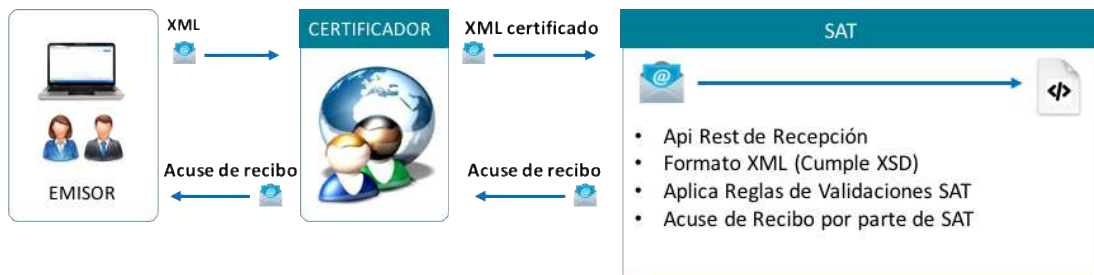 XML
EMISOR
Acuse de recibo
CERTIFICADOR
XML certificado
Acuse de recibo
SAT
@
</>
• Api Rest de Recepción
• Formato XML (Cumple XSD)
• Aplica Reglas de Validaciones SAT
• Acuse de Recibo por parte de SAT